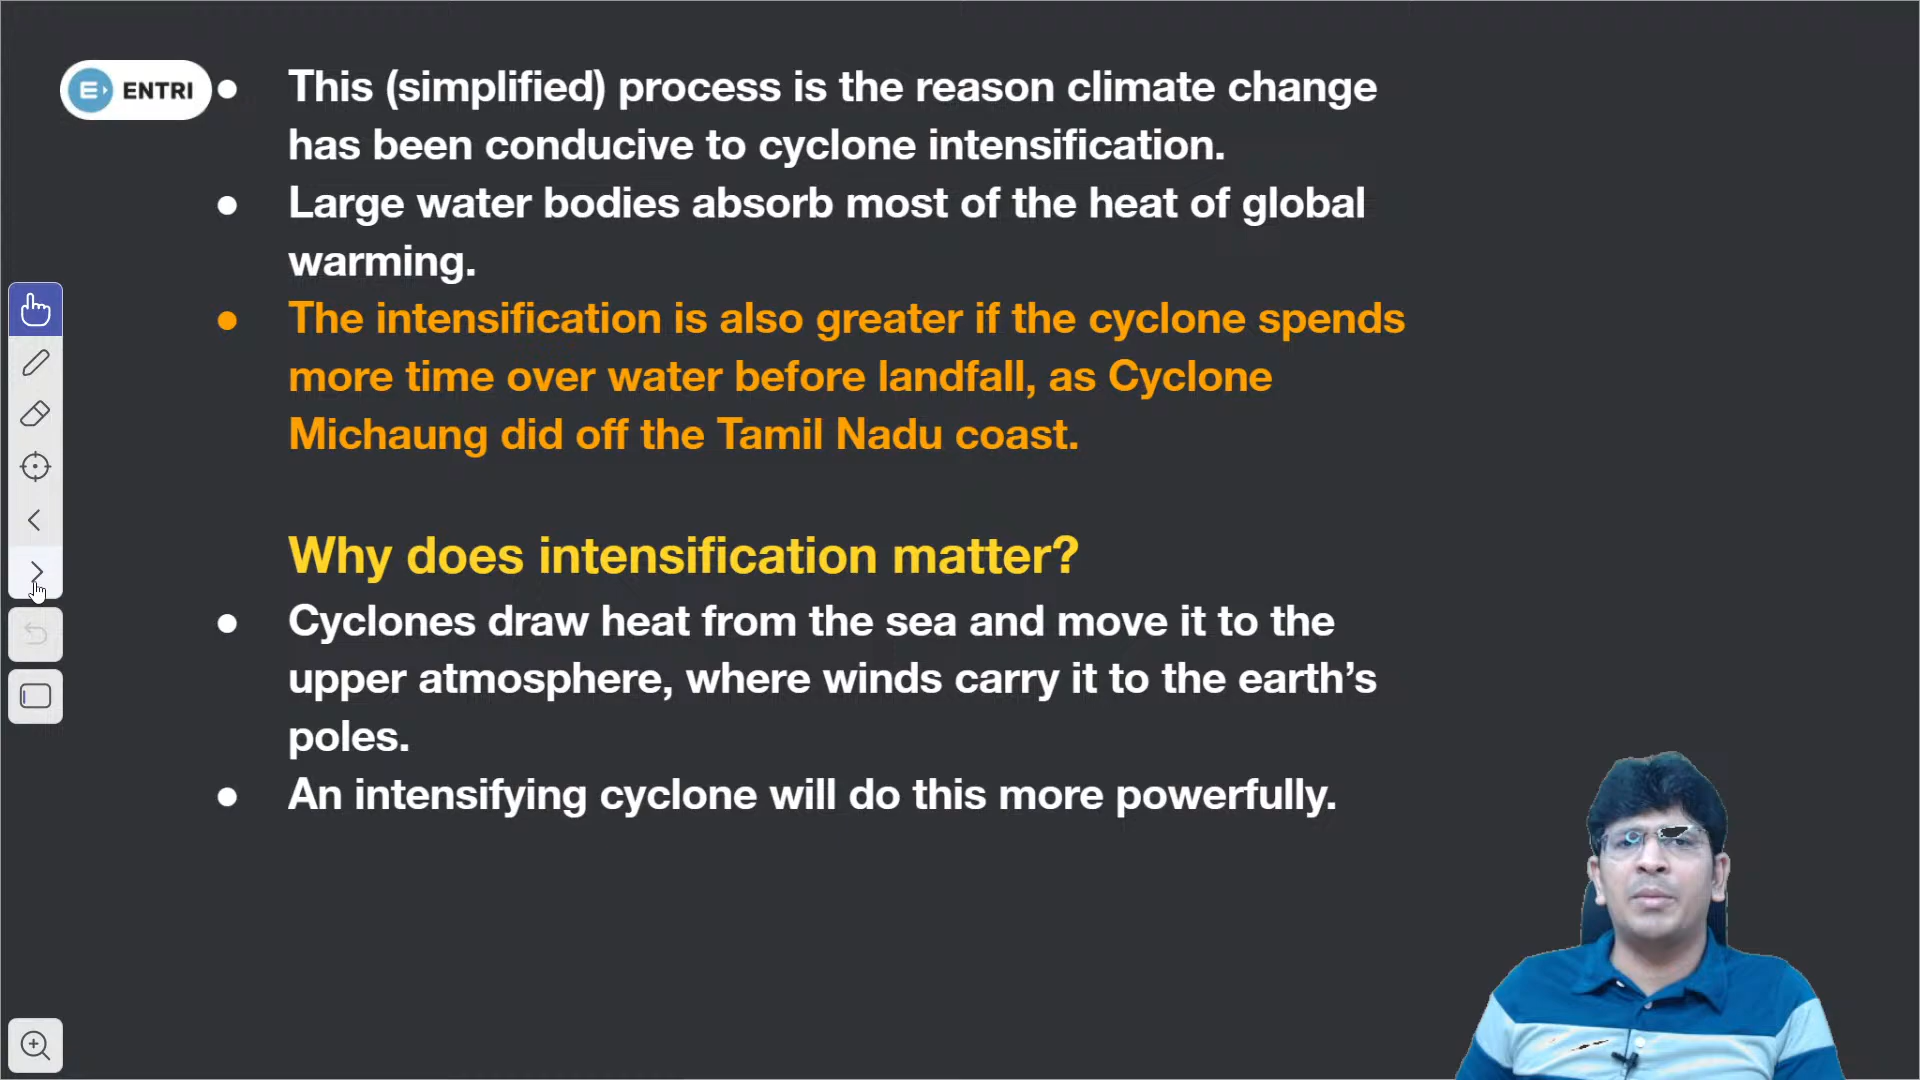 ENTRI
● This (simplified) process is the reason climate change
has been conducive to cyclone intensification.
● Large water bodies absorb most of the heat of global
warming.
● The intensification is also greater if the cyclone spends
more time over water before landfall, as Cyclone
Michaung did off the Tamil Nadu coast.
Why does intensification matter?
● Cyclones draw heat from the sea and move it to the
upper atmosphere, where winds carry it to the earth’s
poles.
● An intensifying cyclone will do this more powerfully.